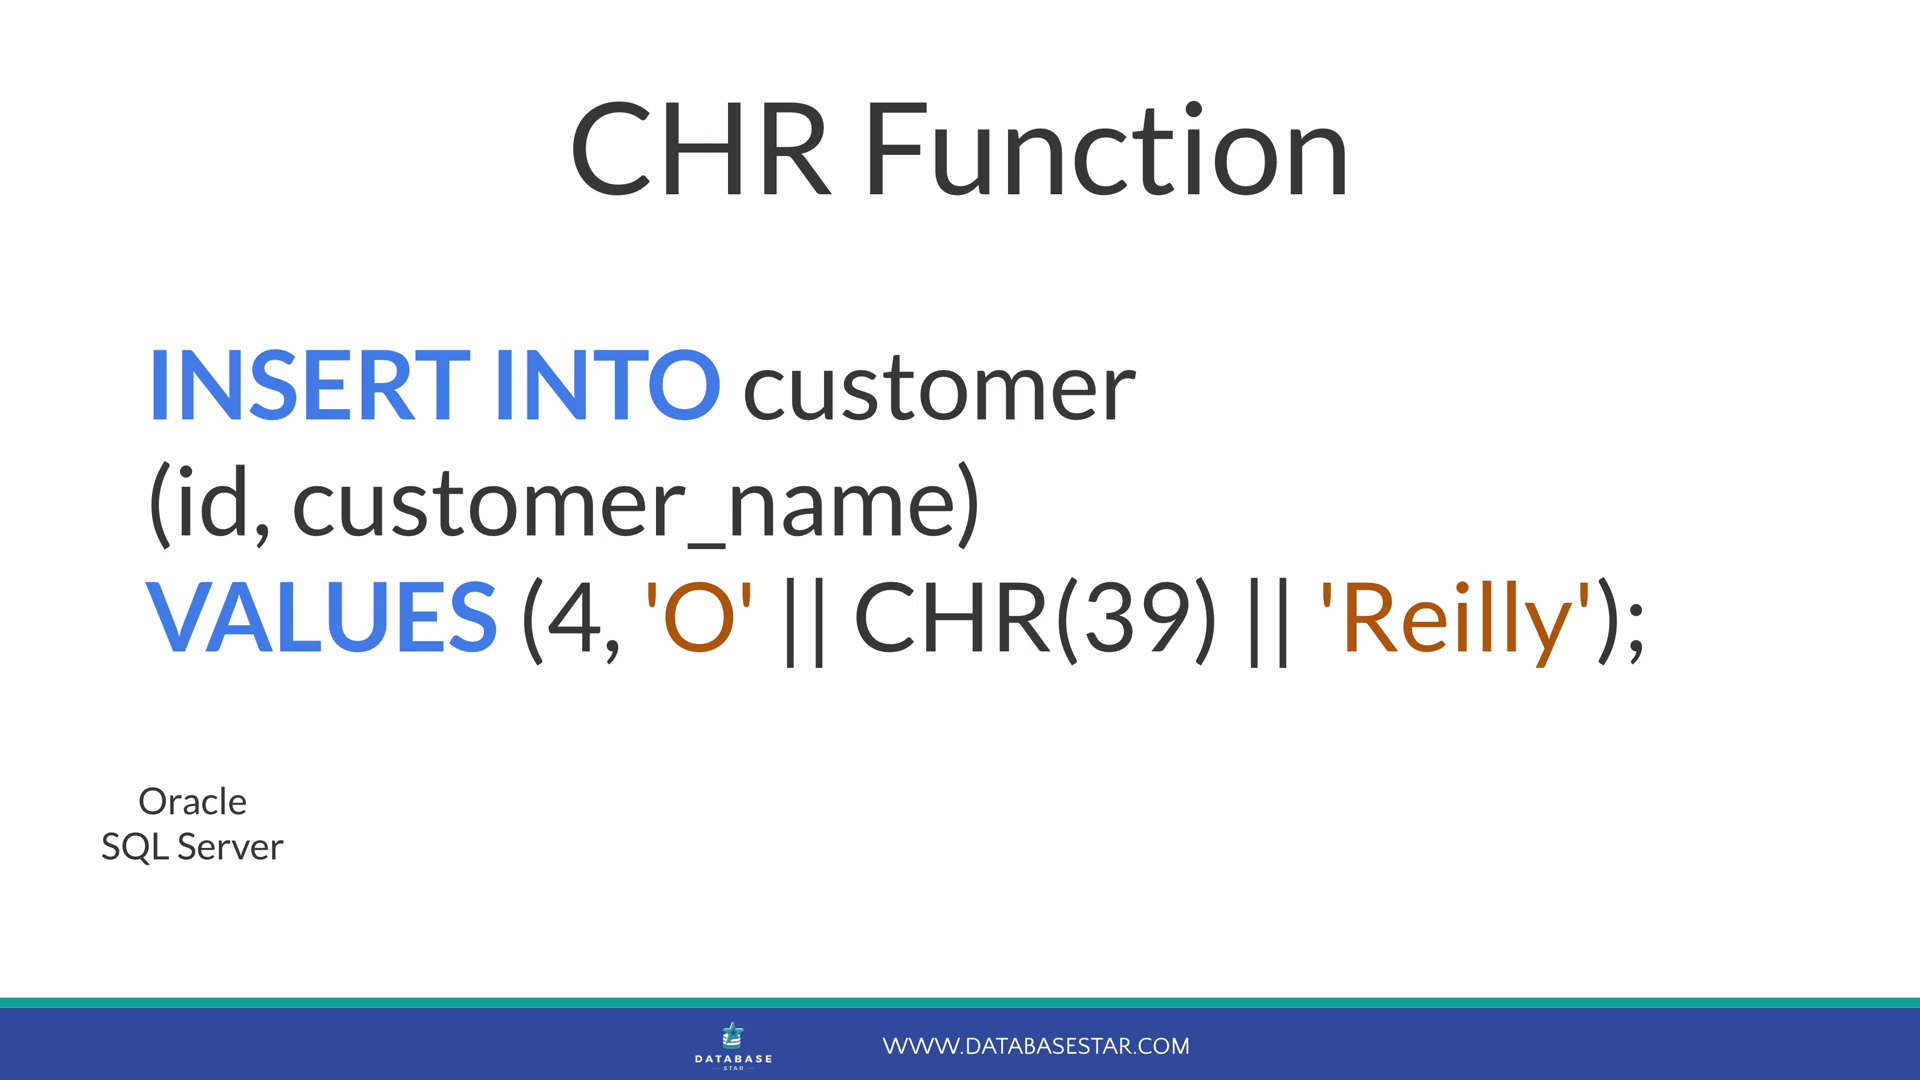 CHR Function
INSERT INTO customer
(id, customer_name)
VALUES (4, 'O' || CHR(39) || 'Reilly');
Oracle
SQL Server
DATABASE
STAR
WWW.DATABASESTAR.COM